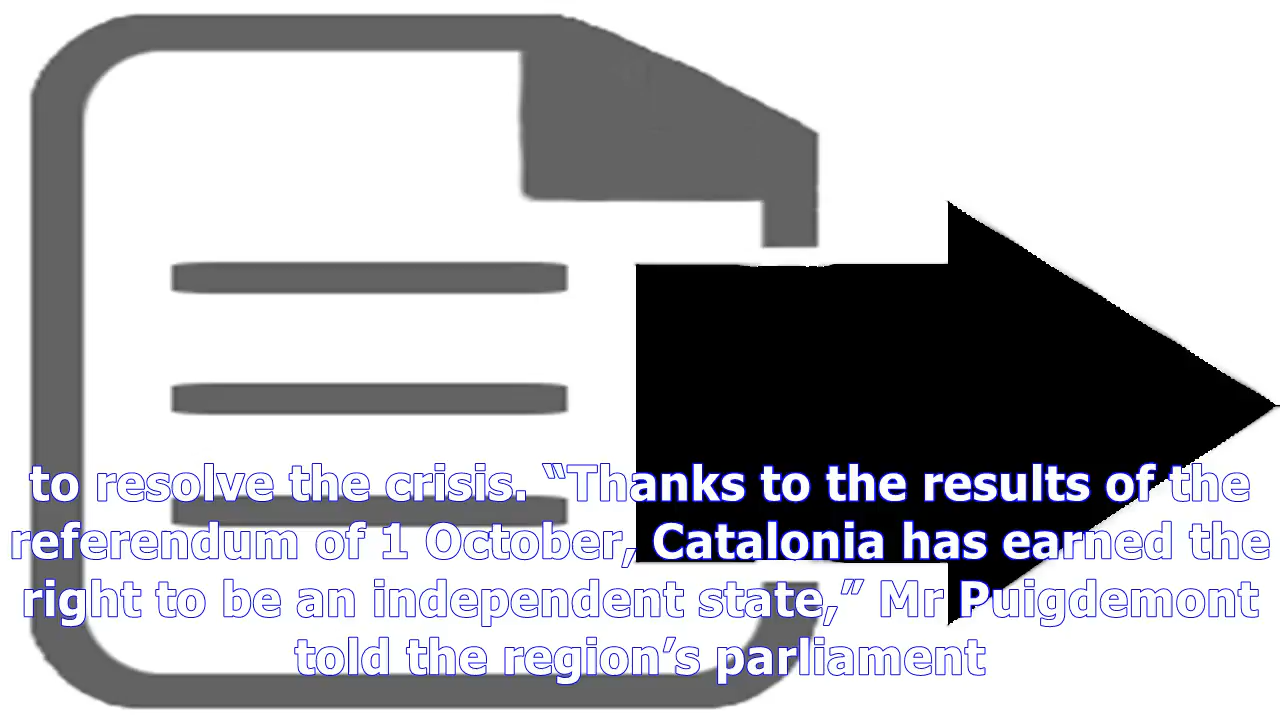 to resolve the crisis. “Thanks to the results of the
referendum of 1 October, Catalonia has earned the
right to be an independent state,” Mr Puigdemont
told the region’s parliament